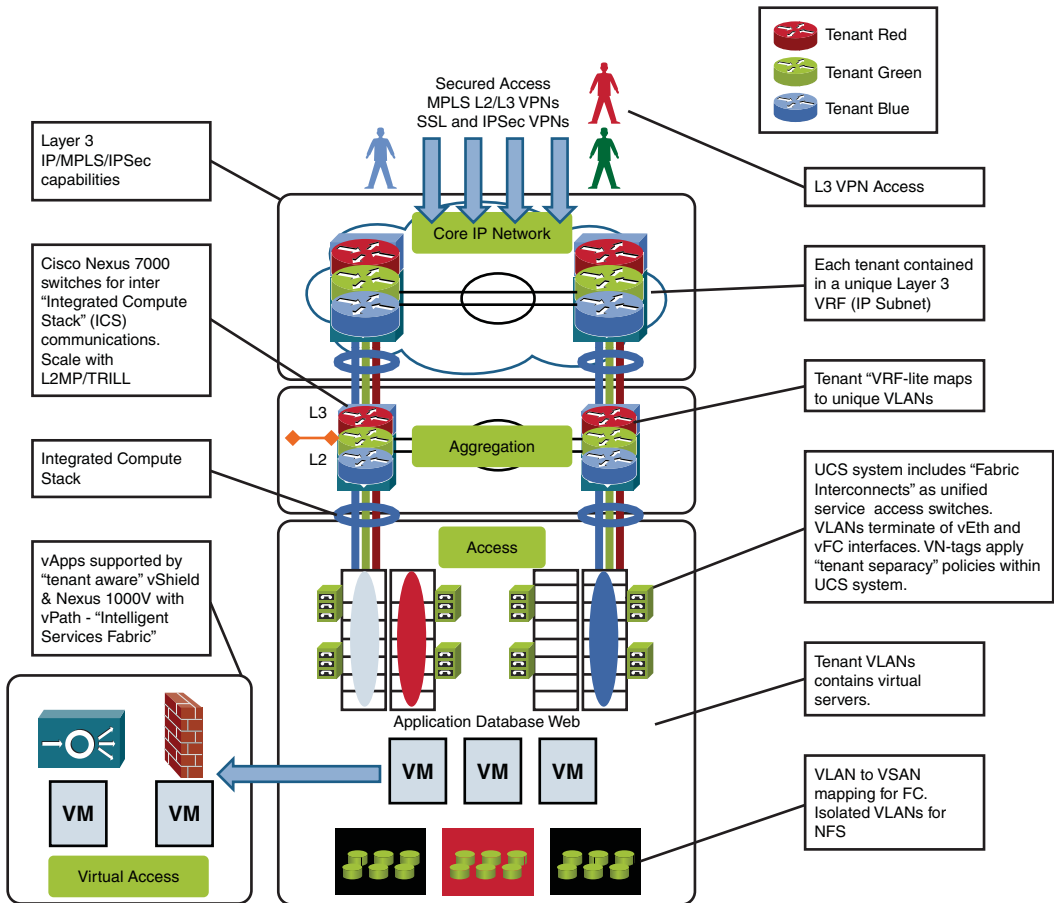 Tenant Red
Tenant Green
Tenant Blue
Secured Access
MPLS L2/L3 VPNs
SSL and IPSec VPNs
Layer 3
IP/MPLS/IPSec
capabilities
L3 VPN Access
Core IP Network
Cisco Nexus 7000
switches for inter
“Integrated Compute
Stack” (ICS)
communications.
Scale with
L2MP/TRILL
Each tenant contained
in a unique Layer 3
VRF (IP Subnet)
Tenant “VRF-lite maps
to unique VLANs
L3
L2
Aggregation
Integrated Compute
Stack
UCS system includes “Fabric
Interconnects” as unified
service access switches.
VLANs terminate of vEth and
vFC interfaces. VN-tags apply
“tenant separacy” policies within
UCS system.
Access
vApps supported by
“tenant aware” vShield
& Nexus 1000V with
vPath - “Intelligent
Services Fabric”
Tenant VLANs
contains virtual
servers.
Application Database Web
VM VM VM
VM VM
Virtual Access
VLAN to VSAN
mapping for FC.
Isolated VLANs for
NFS